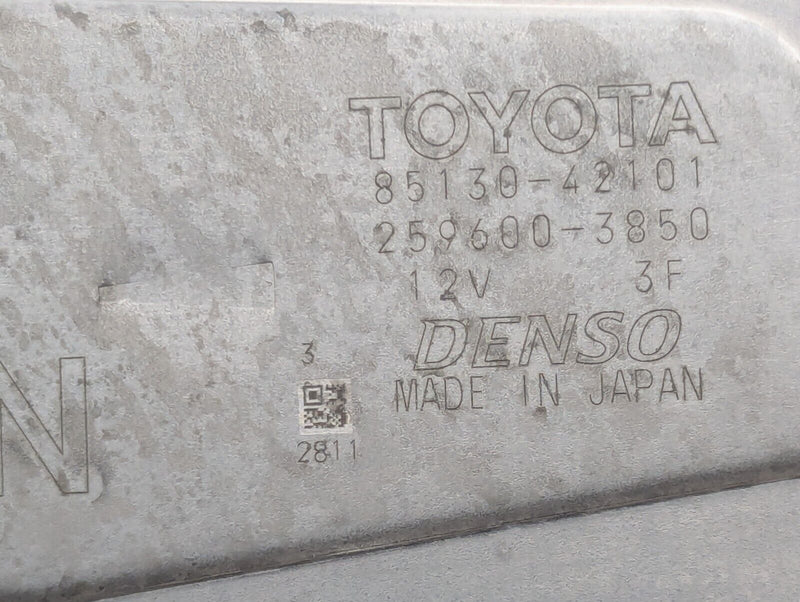 TOYOTA
85130-42101
259600-3850
12V 3F
DENSO
MADE IN JAPAN
3
2811
N